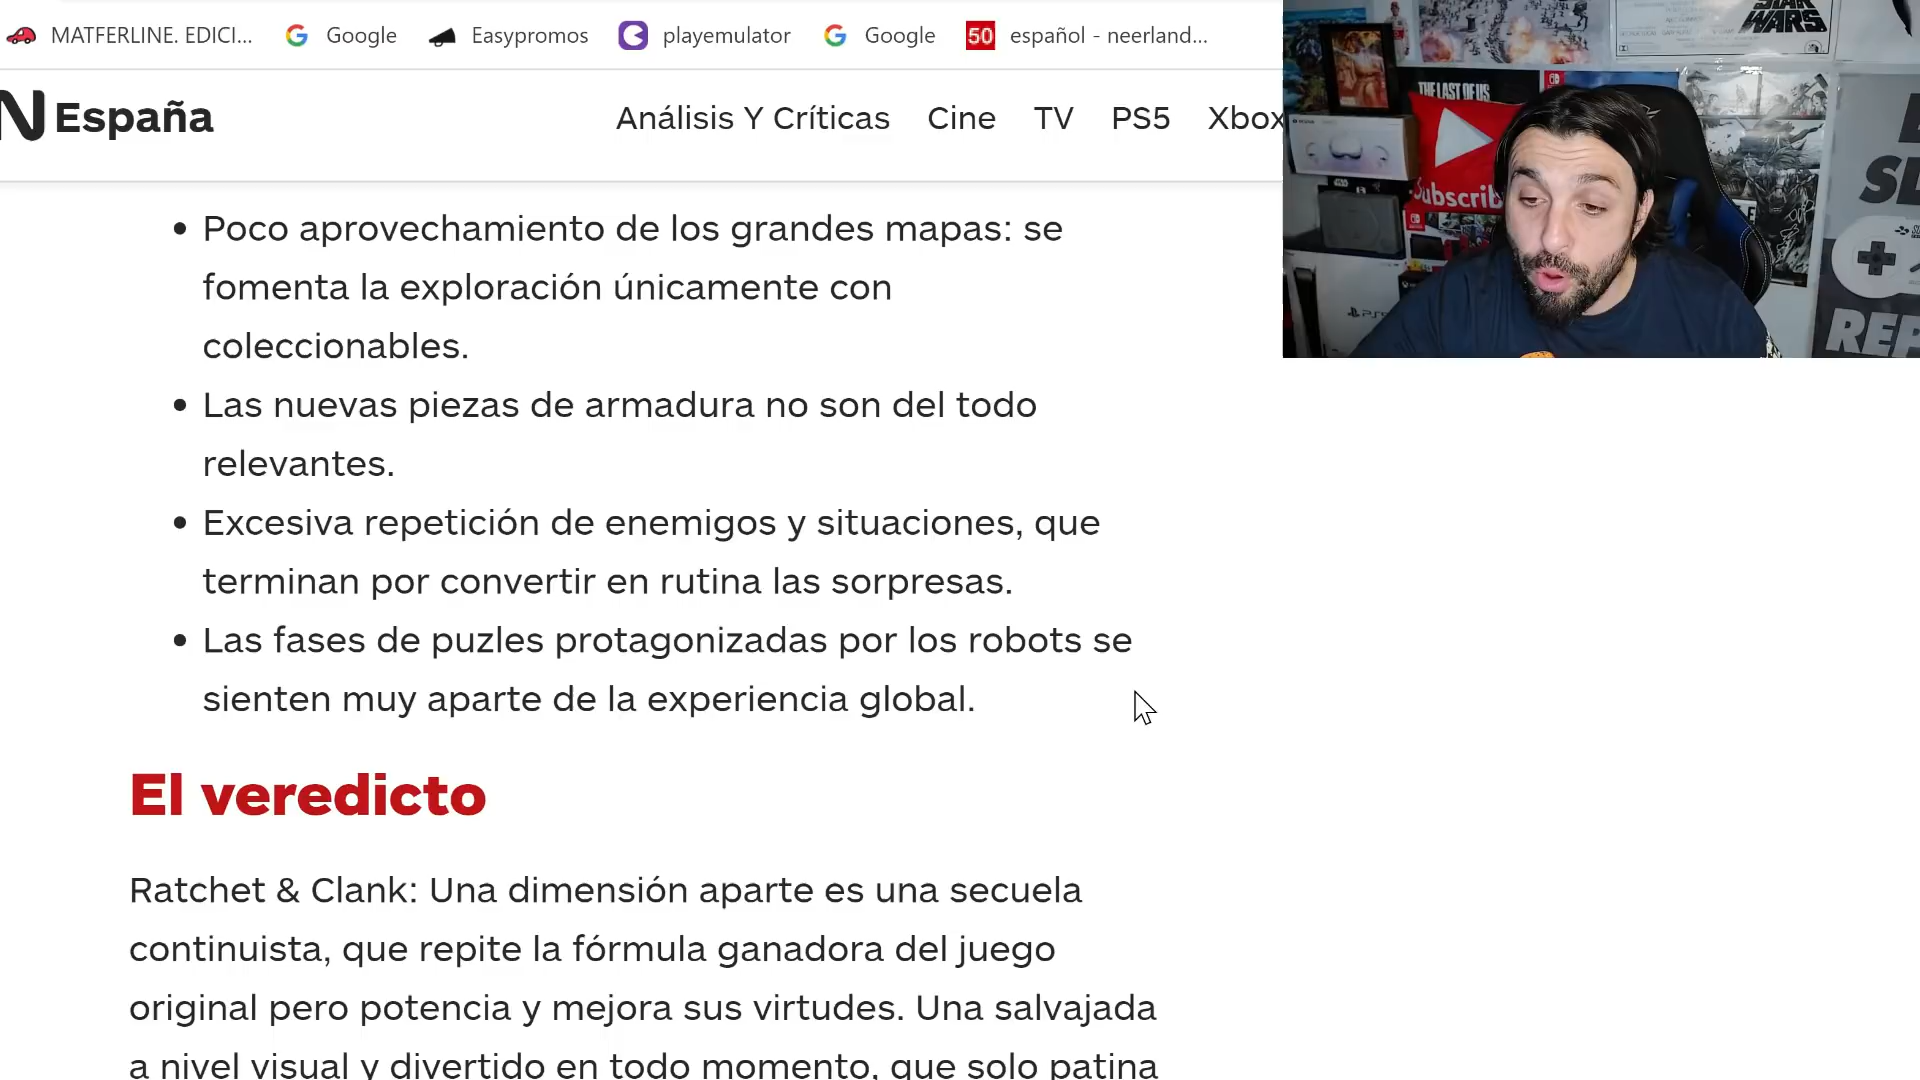 MATFERLINE. EDICI... Google Easypromos playemulator Google 50 español - neerland...
N España Análisis Y Críticas Cine TV PS5 Xbox
Poco aprovechamiento de los grandes mapas: se
fomenta la exploración únicamente con
coleccionables.
Las nuevas piezas de armadura no son del todo
relevantes.
Excesiva repetición de enemigos y situaciones, que
terminan por convertir en rutina las sorpresas.
Las fases de puzles protagonizadas por los robots se
sienten muy aparte de la experiencia global.
El veredicto
Ratchet & Clank: Una dimensión aparte es una secuela
continuista, que repite la fórmula ganadora del juego
original pero potencia y mejora sus virtudes. Una salvajada
a nivel visual y divertido en todo momento, que solo patina
STAR
WARS
THE LAST OF US
Subscrib
REP